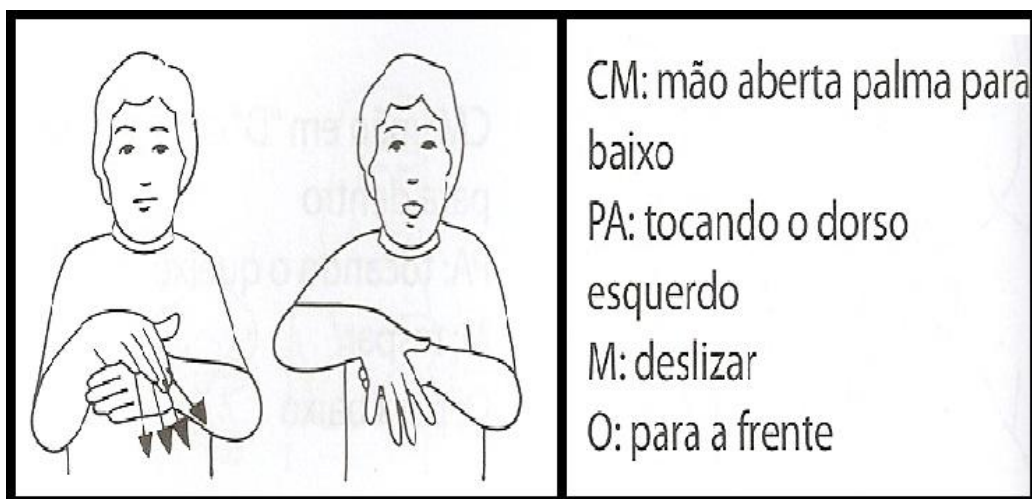 CM: mão aberta palma para
baixo
PA: tocando o dorso
esquerdo
M: deslizar
O: para a frente